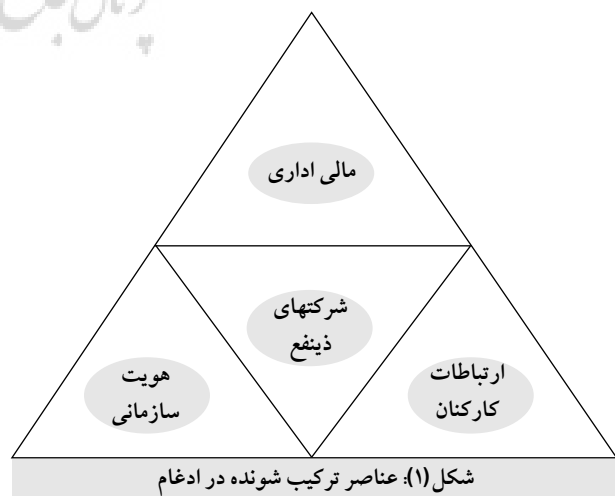 مالی اداری
شرکتهای
ذینفع
ارتباطات
کارکنان
هویت
سازمانی
شکل(۱): عناصر ترکیب شونده در ادغام